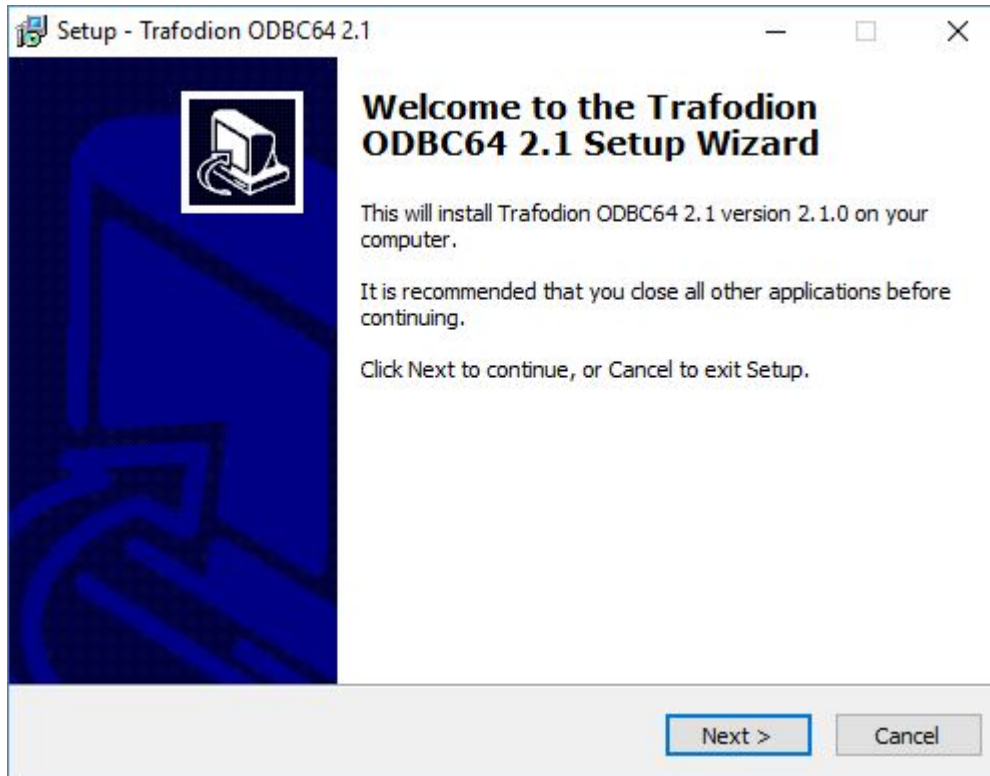 Setup - Trafodion ODBC64 2.1
Welcome to the Trafodion
ODBC64 2.1 Setup Wizard
This will install Trafodion ODBC64 2.1 version 2.1.0 on your
computer.
It is recommended that you close all other applications before
continuing.
Click Next to continue, or Cancel to exit Setup.
Next >
Cancel